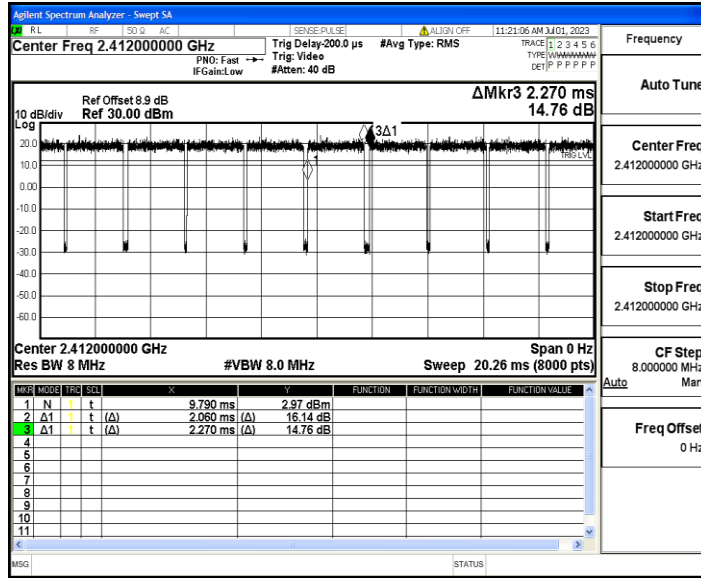 Agilent Spectrum Analyzer - Swept SA
RL RF 50 Ω AC SENSE:PULSE ALIGN OFF 11:21:06 AM Jul 01, 2023
Center Freq 2.412000000 GHz
PNO: Fast
IFGain:Low
Trig Delay-200.0 µs
Trig: Video
#Atten: 40 dB
#Avg Type: RMS
TRACE 1 2 3 4 5 6
TYPE WWWWWW
DET P P P P P P
Ref Offset 8.9 dB
10 dB/div Ref 30.00 dBm
Log
ΔMkr3 2.270 ms
14.76 dB
3Δ1
20.0
TRIG LVL
10.0
1
0.00
-10.0
-20.0
-30.0
-40.0
-50.0
-60.0
Center 2.412000000 GHz Span 0 Hz
Res BW 8 MHz #VBW 8.0 MHz Sweep 20.26 ms (8000 pts)
MKR MODE TRC SCL X Y FUNCTION FUNCTION WIDTH FUNCTION VALUE
1 N 1 t 9.790 ms 2.97 dBm
2 Δ1 1 t (Δ) 2.060 ms (Δ) 16.14 dB
3 Δ1 1 t (Δ) 2.270 ms (Δ) 14.76 dB
4
5
6
7
8
9
10
11
MSG STATUS
Frequency
Auto Tune
Center Freq
2.412000000 GHz
Start Freq
2.412000000 GHz
Stop Freq
2.412000000 GHz
CF Step
8.000000 MHz
Auto Man
Freq Offset
0 Hz